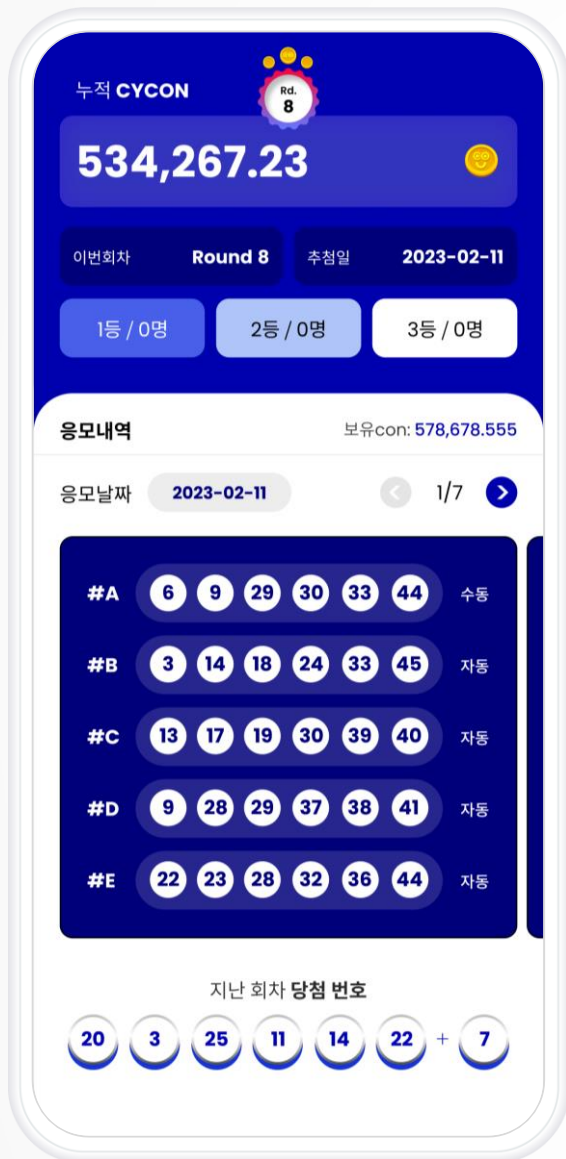 누적 CYCON
Rd.
8
534,267.23
이번회차 Round 8 추첨일 2023-02-11
1등 / 0명 2등 / 0명 3등 / 0명
응모내역 보유con: 578,678.555
응모날짜 2023-02-11 1/7
#A 6 9 29 30 33 44 수동
#B 3 14 18 24 33 45 자동
#C 13 17 19 30 39 40 자동
#D 9 28 29 37 38 41 자동
#E 22 23 28 32 36 44 자동
지난 회차 당첨 번호
20 3 25 11 14 22 + 7